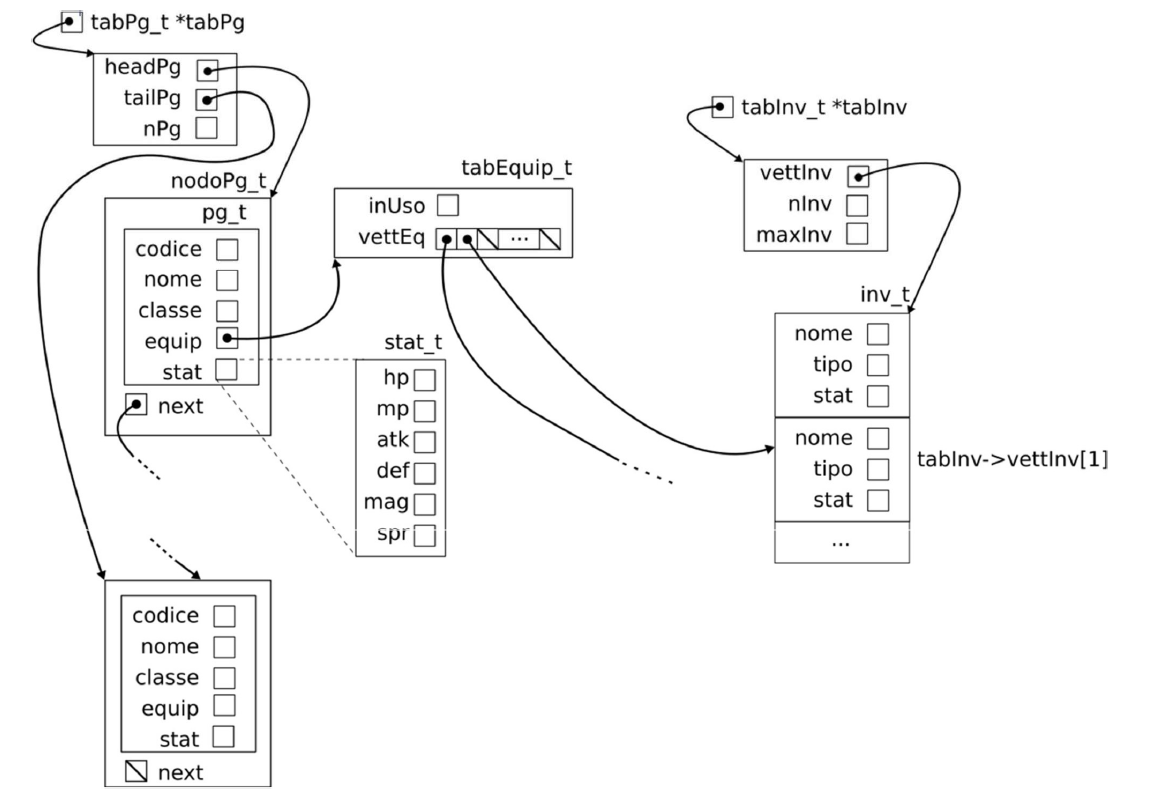 tabPg_t *tabPg
headPg
tailPg
nPg
nodoPg_t
pg_t
codice
nome
classe
equip
stat
next
tabEquip_t
inUso
vettEq
...
stat_t
hp
mp
atk
def
mag
spr
tabInv_t *tabInv
vettInv
nInv
maxInv
inv_t
nome
tipo
stat
nome
tipo
stat
tabInv->vettInv[1]
...
codice
nome
classe
equip
stat
next